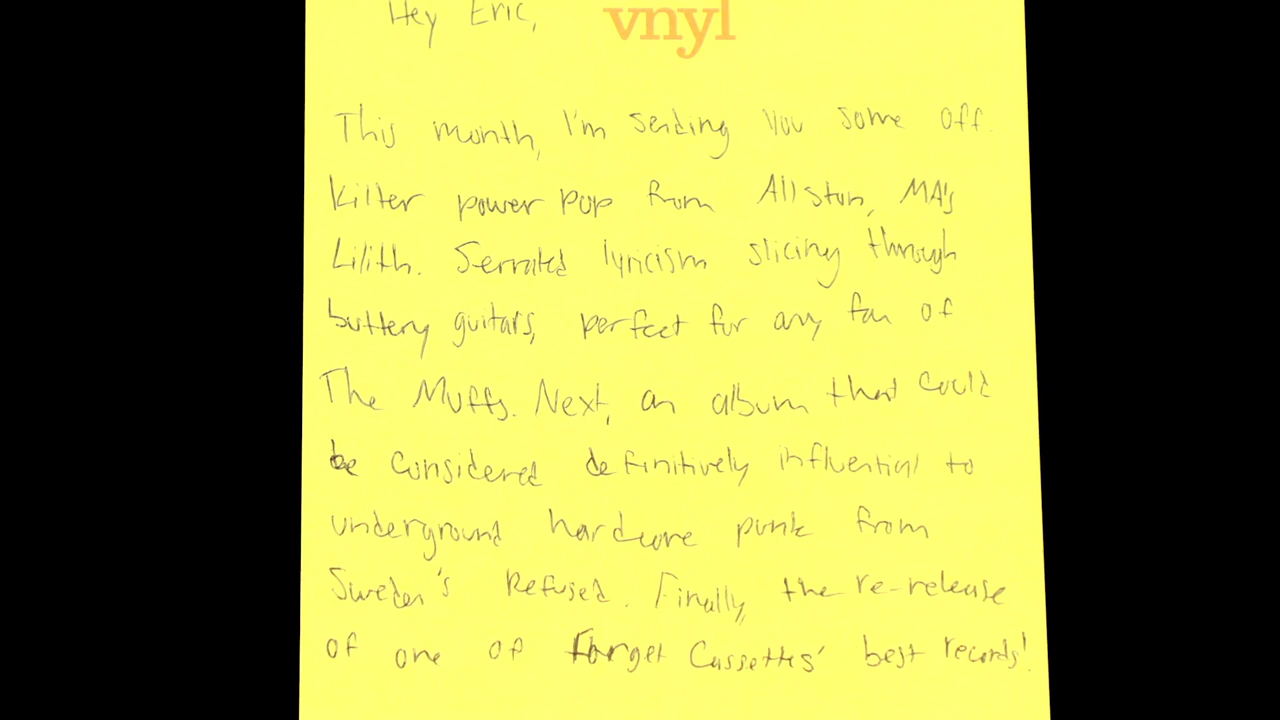 Hey Eric,
vnyl
This month, I'm sending you some off
Killer power pop from Allston, MA's
Lilith. Serrated lyricism slicing through
buttery guitars, perfect for any fan of
The Muffs. Next, an album that could
be considered definitively influential to
underground hardcore punk from
Sweden's Refused. Finally, the re-release
of one of Forget Cassettes' best records!